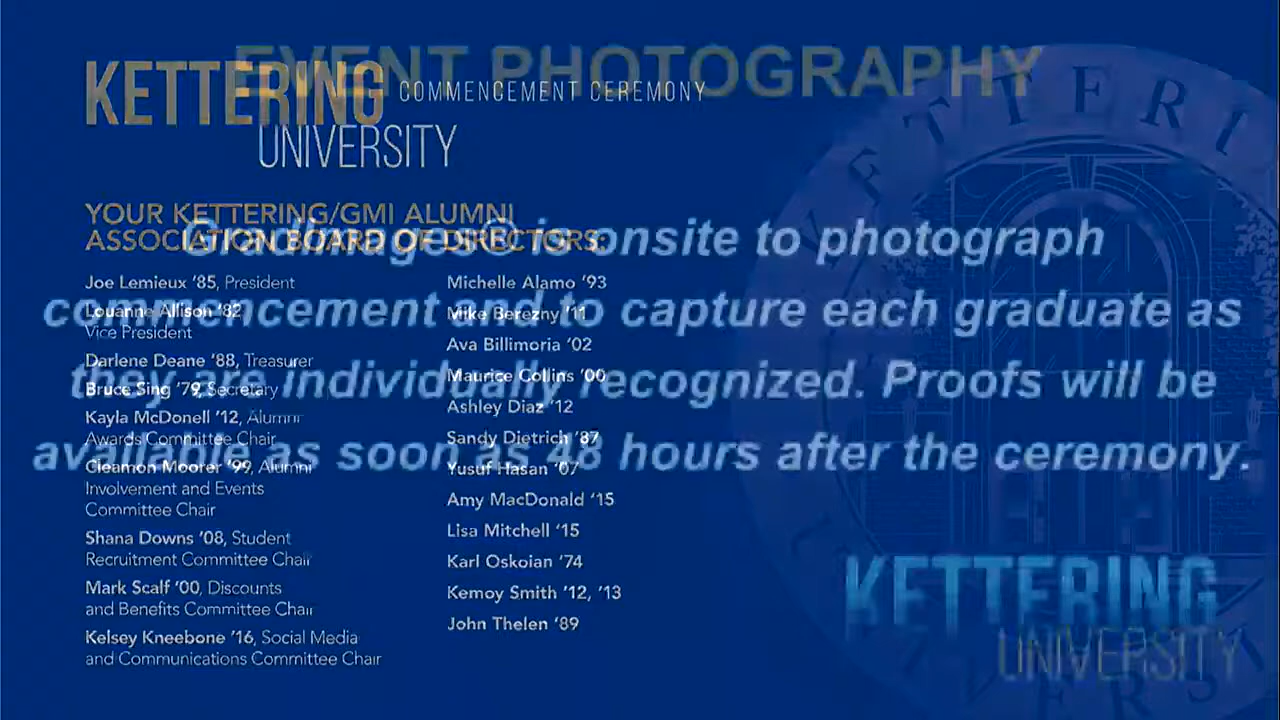 EVENT PHOTOGRAPHY
KETTERING COMMENCEMENT CEREMONY
UNIVERSITY
YOUR KETTERING/GMI ALUMNI
ASSOCIATION BOARD OF DIRECTORS:
Joe Lemieux '85, President
Louanne Allison '82
Vice President
Darlene Deane '88, Treasurer
Bruce Sing '79, Secretary
Kayla McDonell '12, Alumni
Awards Committee Chair
Cleamon Moorer '99, Alumni
Involvement and Events
Committee Chair
Shana Downs '08, Student
Recruitment Committee Chair
Mark Scalf '00, Discounts
and Benefits Committee Chair
Kelsey Kneebone '16, Social Media
and Communications Committee Chair
Michelle Alamo '93
Mike Berezny '11
Ava Billimoria '02
Maurice Collins '00
Ashley Diaz '12
Sandy Dietrich '87
Yusuf Hasan '07
Amy MacDonald '15
Lisa Mitchell '15
Karl Oskoian '74
Kemoy Smith '12, '13
John Thelen '89
GradImages® is onsite to photograph
commencement and to capture each graduate as
they are individually recognized. Proofs will be
available as soon as 48 hours after the ceremony.
KETTERING
UNIVERSITY